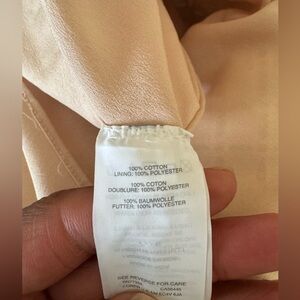 100% COTTON
LINING: 100% POLYESTER
100% COTON
DOUBLURE: 100% POLYESTER
100% BAUMWOLLE
FUTTER: 100% POLYESTER
SEE REVERSE FOR CARE